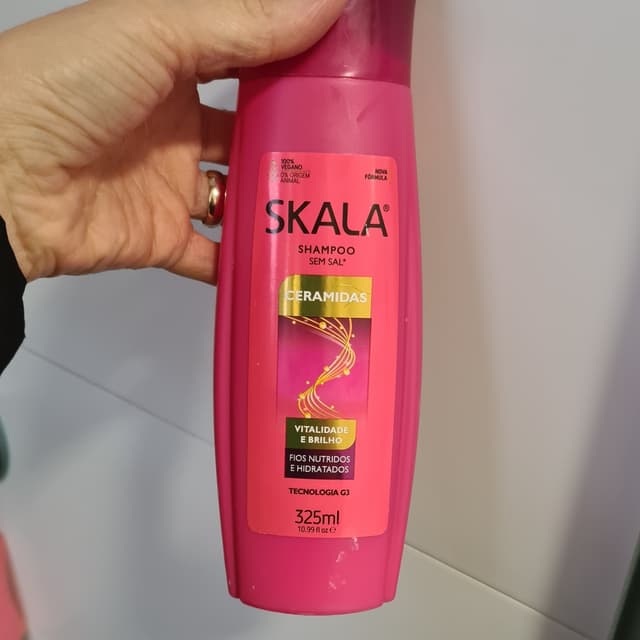 100%
VEGANO
0% ORIGEM
ANIMAL
NOVA
FÓRMULA
SKALA®
SHAMPOO
SEM SAL*
CERAMIDAS
VITALIDADE
E BRILHO
FIOS NUTRIDOS
E HIDRATADOS
TECNOLOGIA G3
325ml
10.99 fl oz ℮